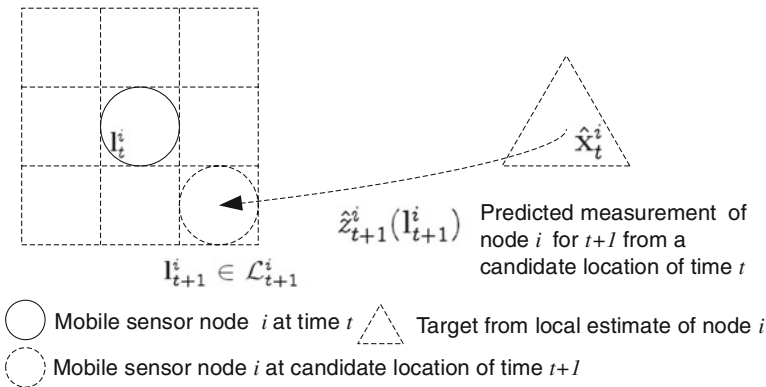 l_t^i
x̂_t^i
ẑ_{t+1}^i(l_{t+1}^i)
Predicted measurement of
node i for t+1 from a
candidate location of time t
l_{t+1}^i ∈ ℒ_{t+1}^i
Mobile sensor node i at time t
Target from local estimate of node i
Mobile sensor node i at candidate location of time t+1